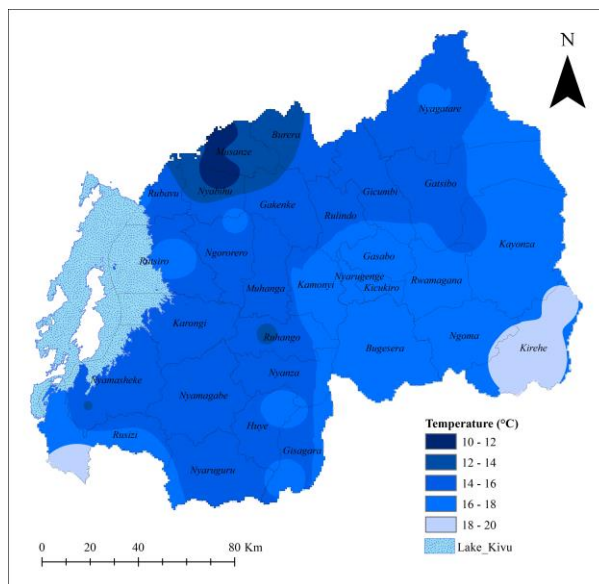 N
Nyagatare
Burera
Musanze
Rubavu
Nyabihu
Gakenke
Gicumbi
Gatsibo
Rulindo
Kayonza
Rutsiro
Ngororero
Gasabo
Muhanga
Kamonyi
Nyarugenge
Kicukiro
Rwamagana
Karongi
Ruhango
Bugesera
Ngoma
Kirehe
Nyamasheke
Nyanza
Nyamagabe
Huye
Rusizi
Gisagara
Nyaruguru
Temperature (°C)
10 - 12
12 - 14
14 - 16
16 - 18
18 - 20
Lake_Kivu
0 20 40 80 Km